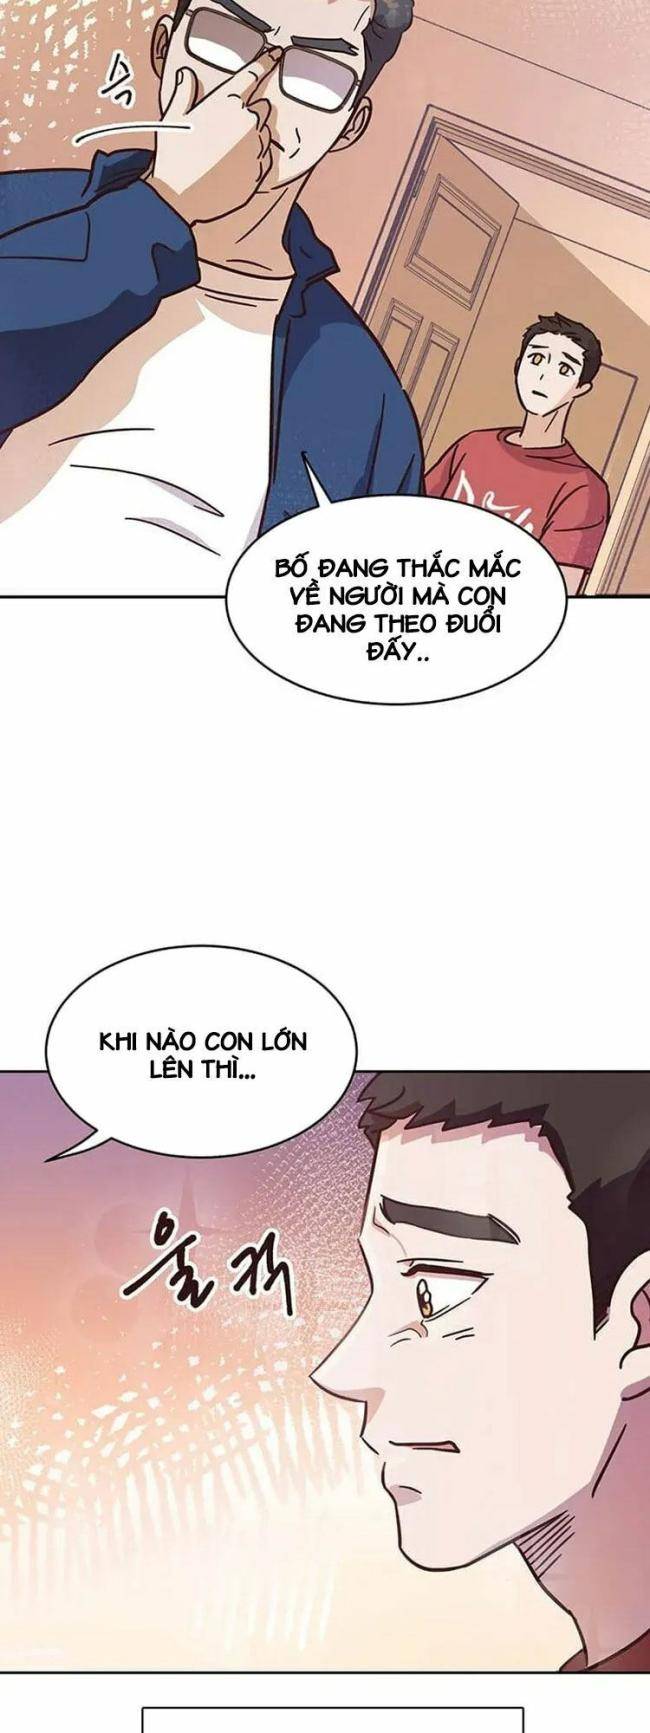 BỐ ĐANG THẮC MẮC
VỀ NGƯỜI MÀ CON
ĐANG THEO ĐUỔI
ĐẤY..
KHI NÀO CON LỚN
LÊN THÌ...
울컥